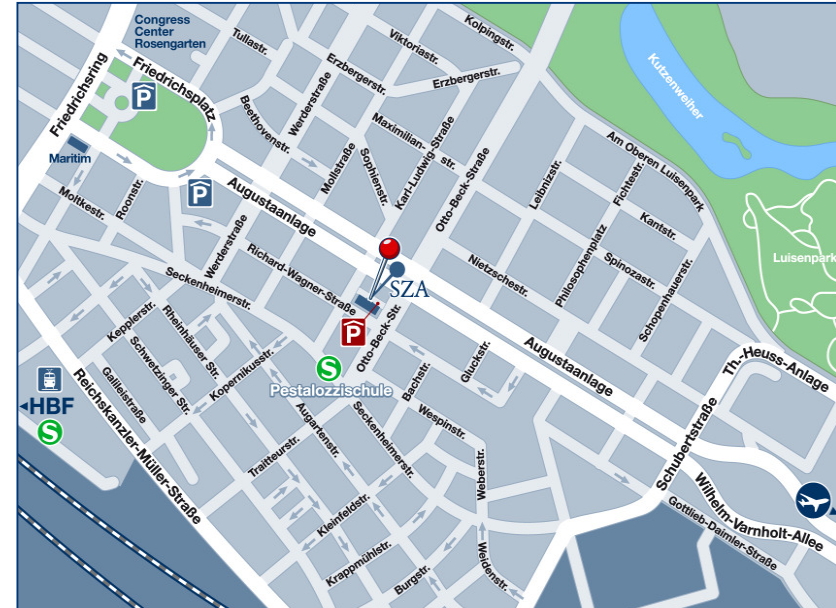 Congress
Center
Rosengarten
Tullastr.
Viktoriastr.
Kolpingstr.
Erzbergerstr.
Erzbergerstr.
Friedrichsring
Friedrichsplatz
P
Kutzenweiher
Beethovenstr.
Werderstraße
Maximilian-
str.
Mollstraße
Sophienstr.
Karl-Ludwig-Straße
Otto-Beck-Straße
Am Oberen Luisenpark
Maritim
Moltkestr.
Roonstr.
P
Augustaanlage
Leibnizstr.
Fichtestr.
Kantstr.
Philosophenplatz
Spinozastr.
Schopenhauerstr.
Luisenpark
Werderstraße
Richard-Wagner-Straße
Seckenheimerstr.
Nietzschestr.
SZA
P
Otto-Beck-Str.
Keplerstr.
Rheinhäuser Str.
Schwetzinger Str.
Galileistraße
Kopernikusstr.
S
Pestalozzischule
Augustaanlage
Gluckstr.
Bachstr.
Th.-Heuss-Anlage
HBF
S
Reichskanzler-Müller-Straße
Augartenstr.
Seckenheimerstr.
Wespinstr.
Traitteurstr.
Weberstr.
Schubertstraße
Wilhelm-Varnholt-Allee
Gottlieb-Daimler-Straße
Kleinfeldstr.
Krappmühlstr.
Burgstr.
Weidenstr.